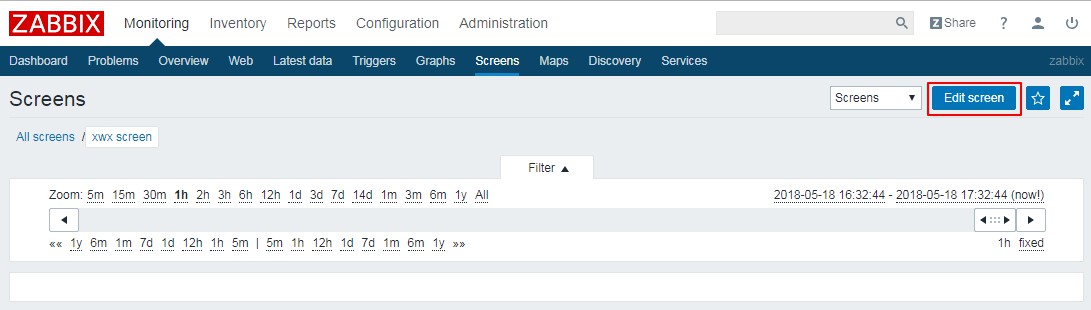 ZABBIX Monitoring Inventory Reports Configuration Administration Z Share ?
Dashboard Problems Overview Web Latest data Triggers Graphs Screens Maps Discovery Services zabbix
Screens Screens Edit screen
All screens / xwx screen
Filter
Zoom: 5m 15m 30m 1h 2h 3h 6h 12h 1d 3d 7d 14d 1m 3m 6m 1y All 2018-05-18 16:32:44 - 2018-05-18 17:32:44 (now!)
«« 1y 6m 1m 7d 1d 12h 1h 5m | 5m 1h 12h 1d 7d 1m 6m 1y »» 1h fixed